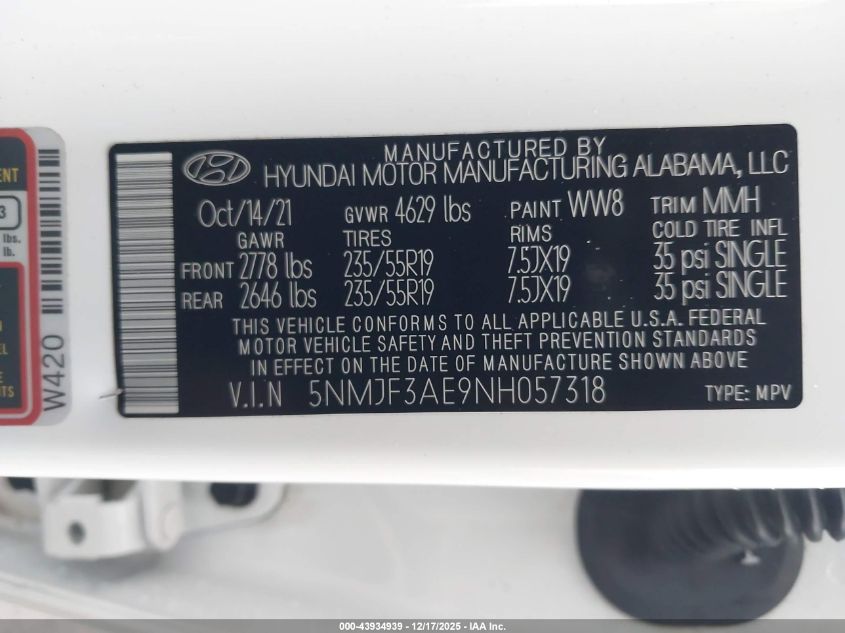 MANUFACTURED BY
HYUNDAI MOTOR MANUFACTURING ALABAMA, LLC
Oct/14/21 GVWR 4629 lbs PAINT WW8 TRIM MMH
GAWR TIRES RIMS COLD TIRE INFL
FRONT 2778 lbs 235/55R19 7.5JX19 35 psi SINGLE
REAR 2646 lbs 235/55R19 7.5JX19 35 psi SINGLE
THIS VEHICLE CONFORMS TO ALL APPLICABLE U.S.A. FEDERAL
MOTOR VEHICLE SAFETY AND THEFT PREVENTION STANDARDS
IN EFFECT ON THE DATE OF MANUFACTURE SHOWN ABOVE
V.I.N 5NMJF3AE9NH057318 TYPE: MPV
W420
3
lbs.
lb.
000-43934939 - 12/17/2025 - IAA Inc.